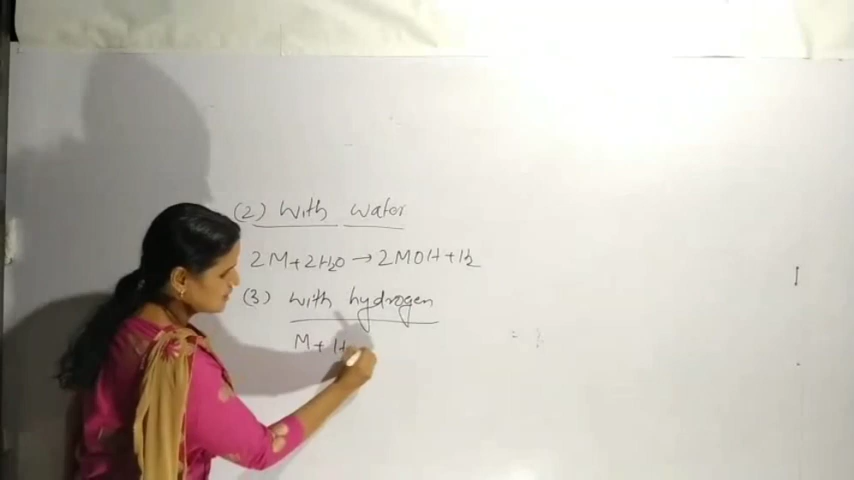 (2) With water
2M+2H2O → 2MOH+H2
(3) with hydrogen
M+H